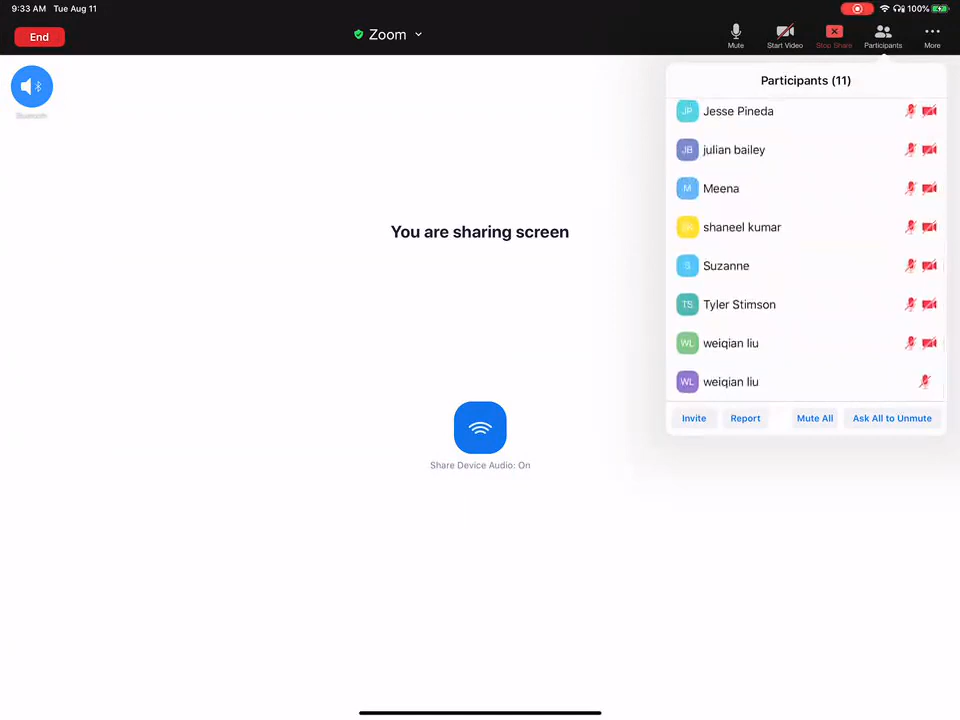 9:33 AM Tue Aug 11
100%
End
Zoom
Mute
Start Video
Stop Share
Participants
More
Bluetooth
Participants (11)
JP Jesse Pineda
JB julian bailey
M Meena
SK shaneel kumar
S Suzanne
TS Tyler Stimson
WL weiqian liu
WL weiqian liu
Invite
Report
Mute All
Ask All to Unmute
You are sharing screen
Share Device Audio: On